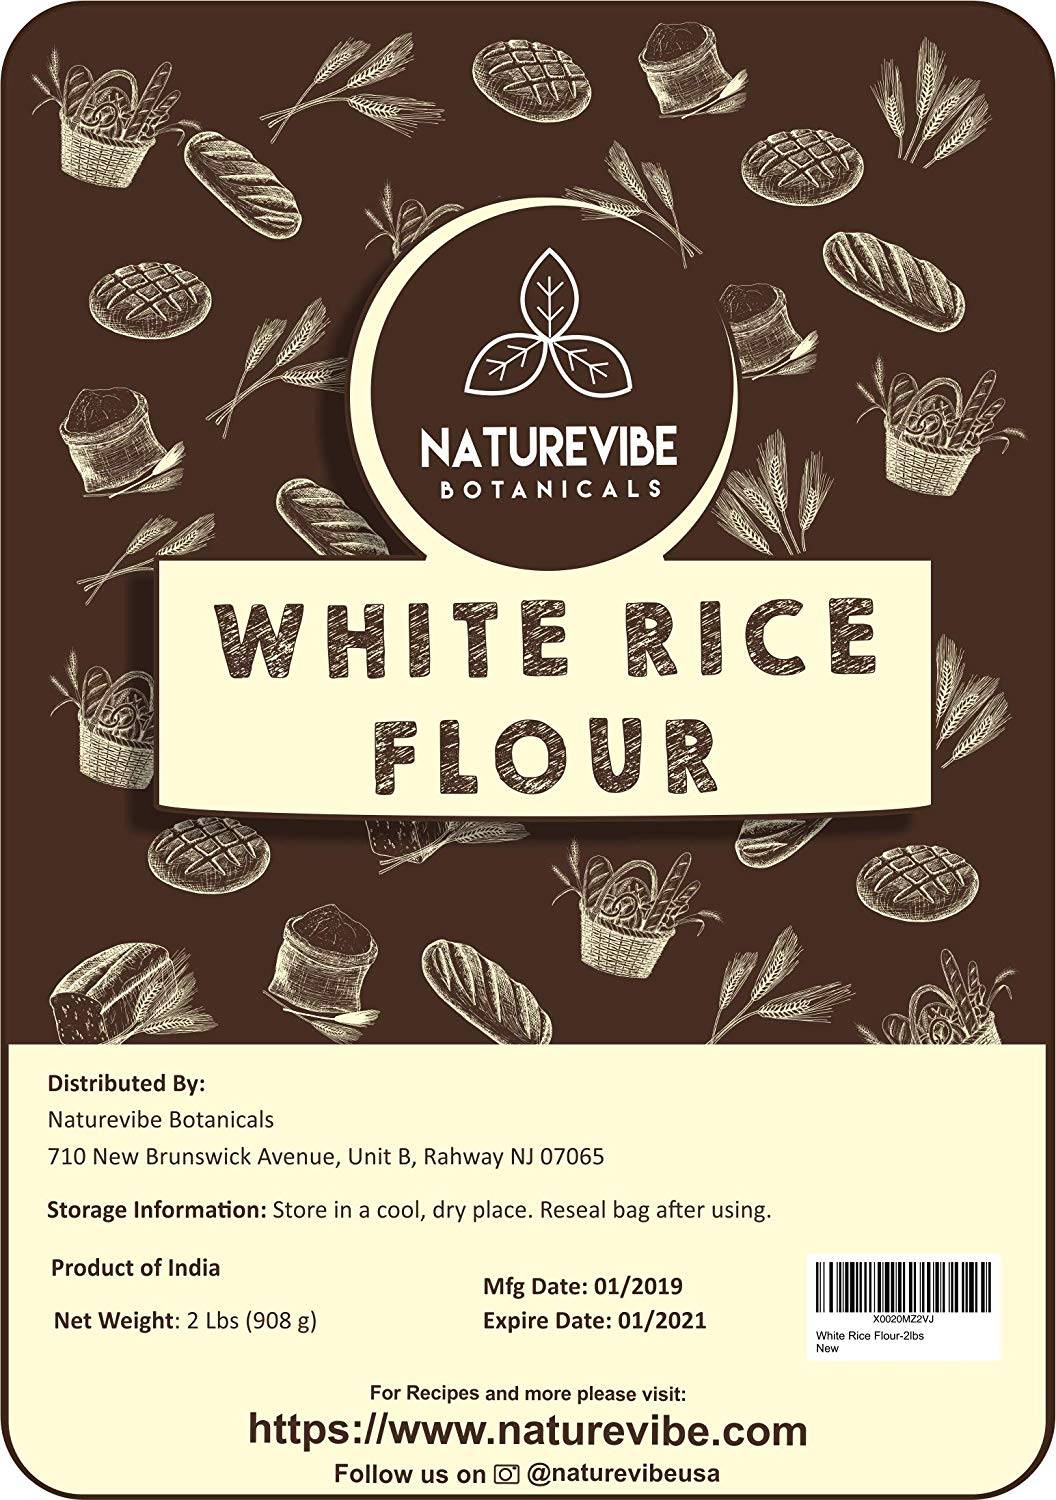 NATUREVIBE
BOTANICALS
WHITE RICE
FLOUR
Distributed By:
Naturevibe Botanicals
710 New Brunswick Avenue, Unit B, Rahway NJ 07065
Storage Information: Store in a cool, dry place. Reseal bag after using.
Product of India
Net Weight: 2 Lbs (908 g)
Mfg Date: 01/2019
Expire Date: 01/2021
X0020MZ2VJ
White Rice Flour-2lbs
New
For Recipes and more please visit:
https://www.naturevibe.com
Follow us on @naturevibeusa